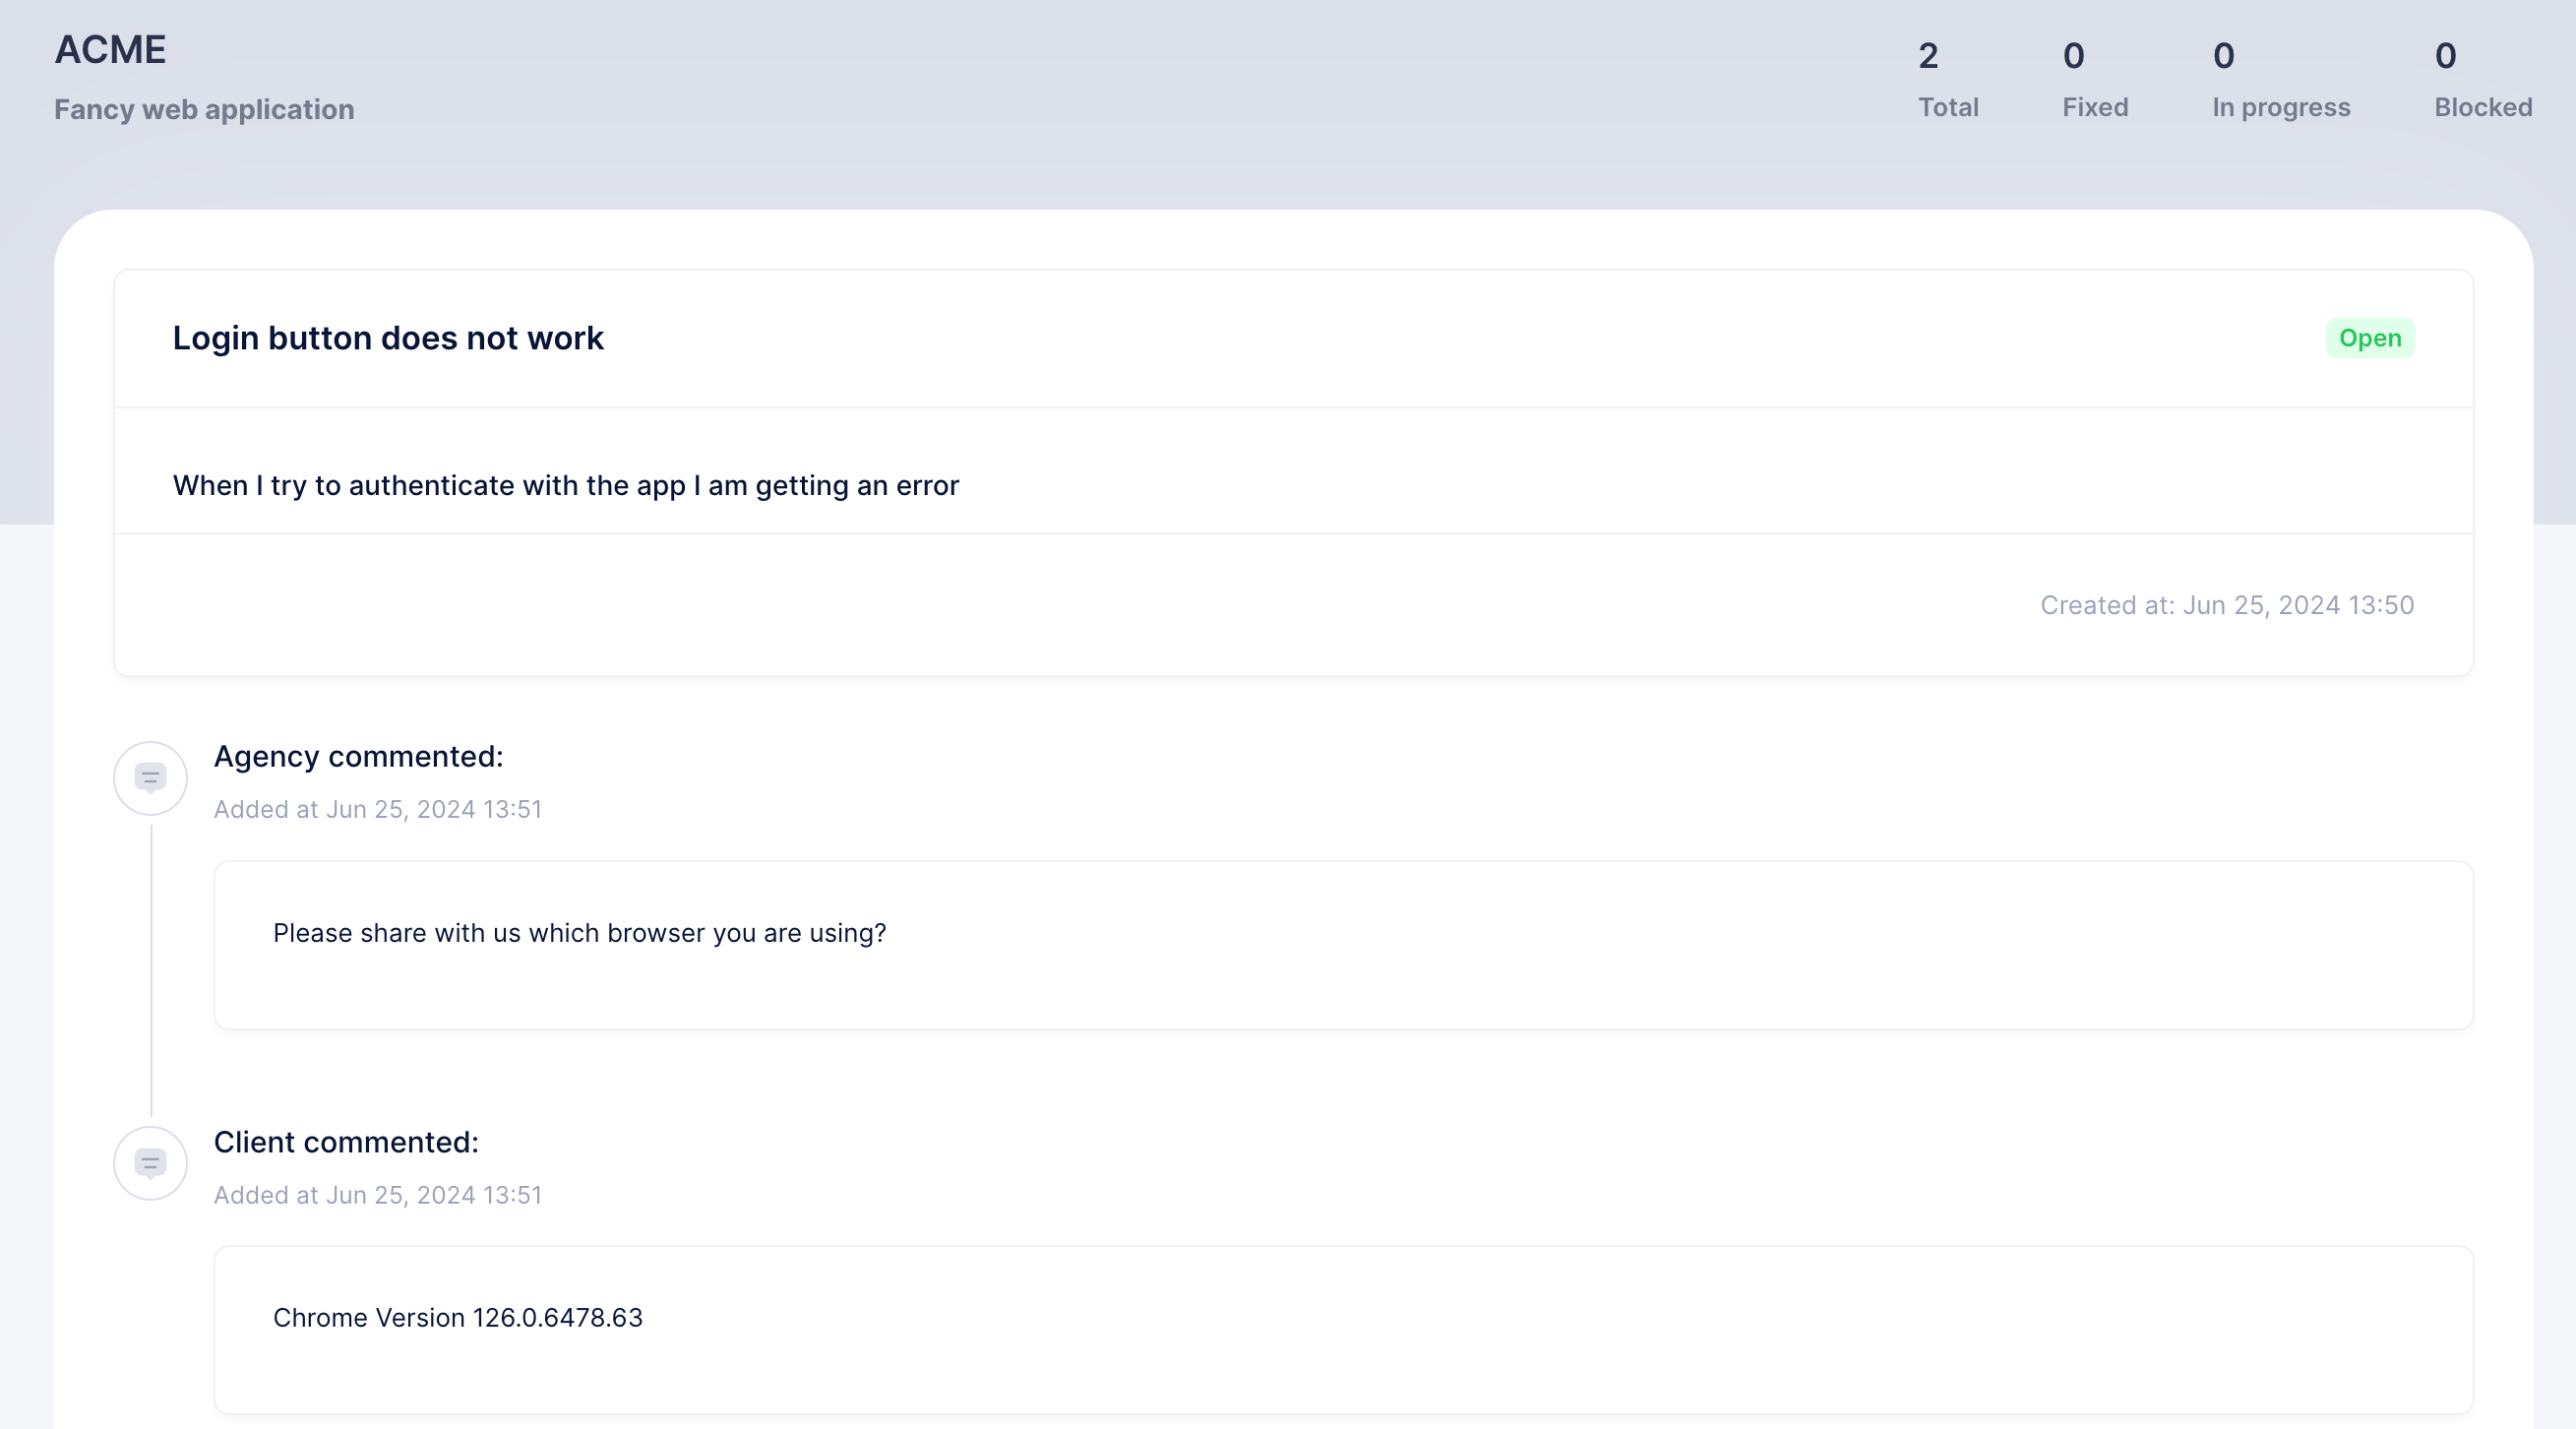 ACME
Fancy web application
2
Total
0
Fixed
0
In progress
0
Blocked
Login button does not work
Open
When I try to authenticate with the app I am getting an error
Created at: Jun 25, 2024 13:50
Agency commented:
Added at Jun 25, 2024 13:51
Please share with us which browser you are using?
Client commented:
Added at Jun 25, 2024 13:51
Chrome Version 126.0.6478.63